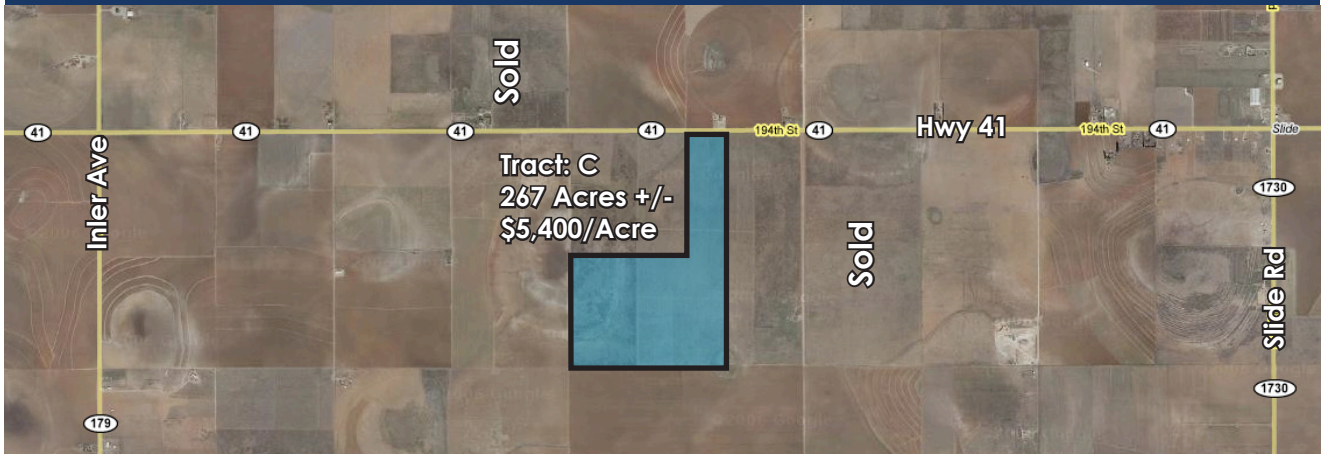 Sold
41
41
41
41
194th St
41
Hwy 41
194th St
41
Slide
Inler Ave
Tract: C
267 Acres +/-
$5,400/Acre
1730
Sold
Slide Rd
1730
179